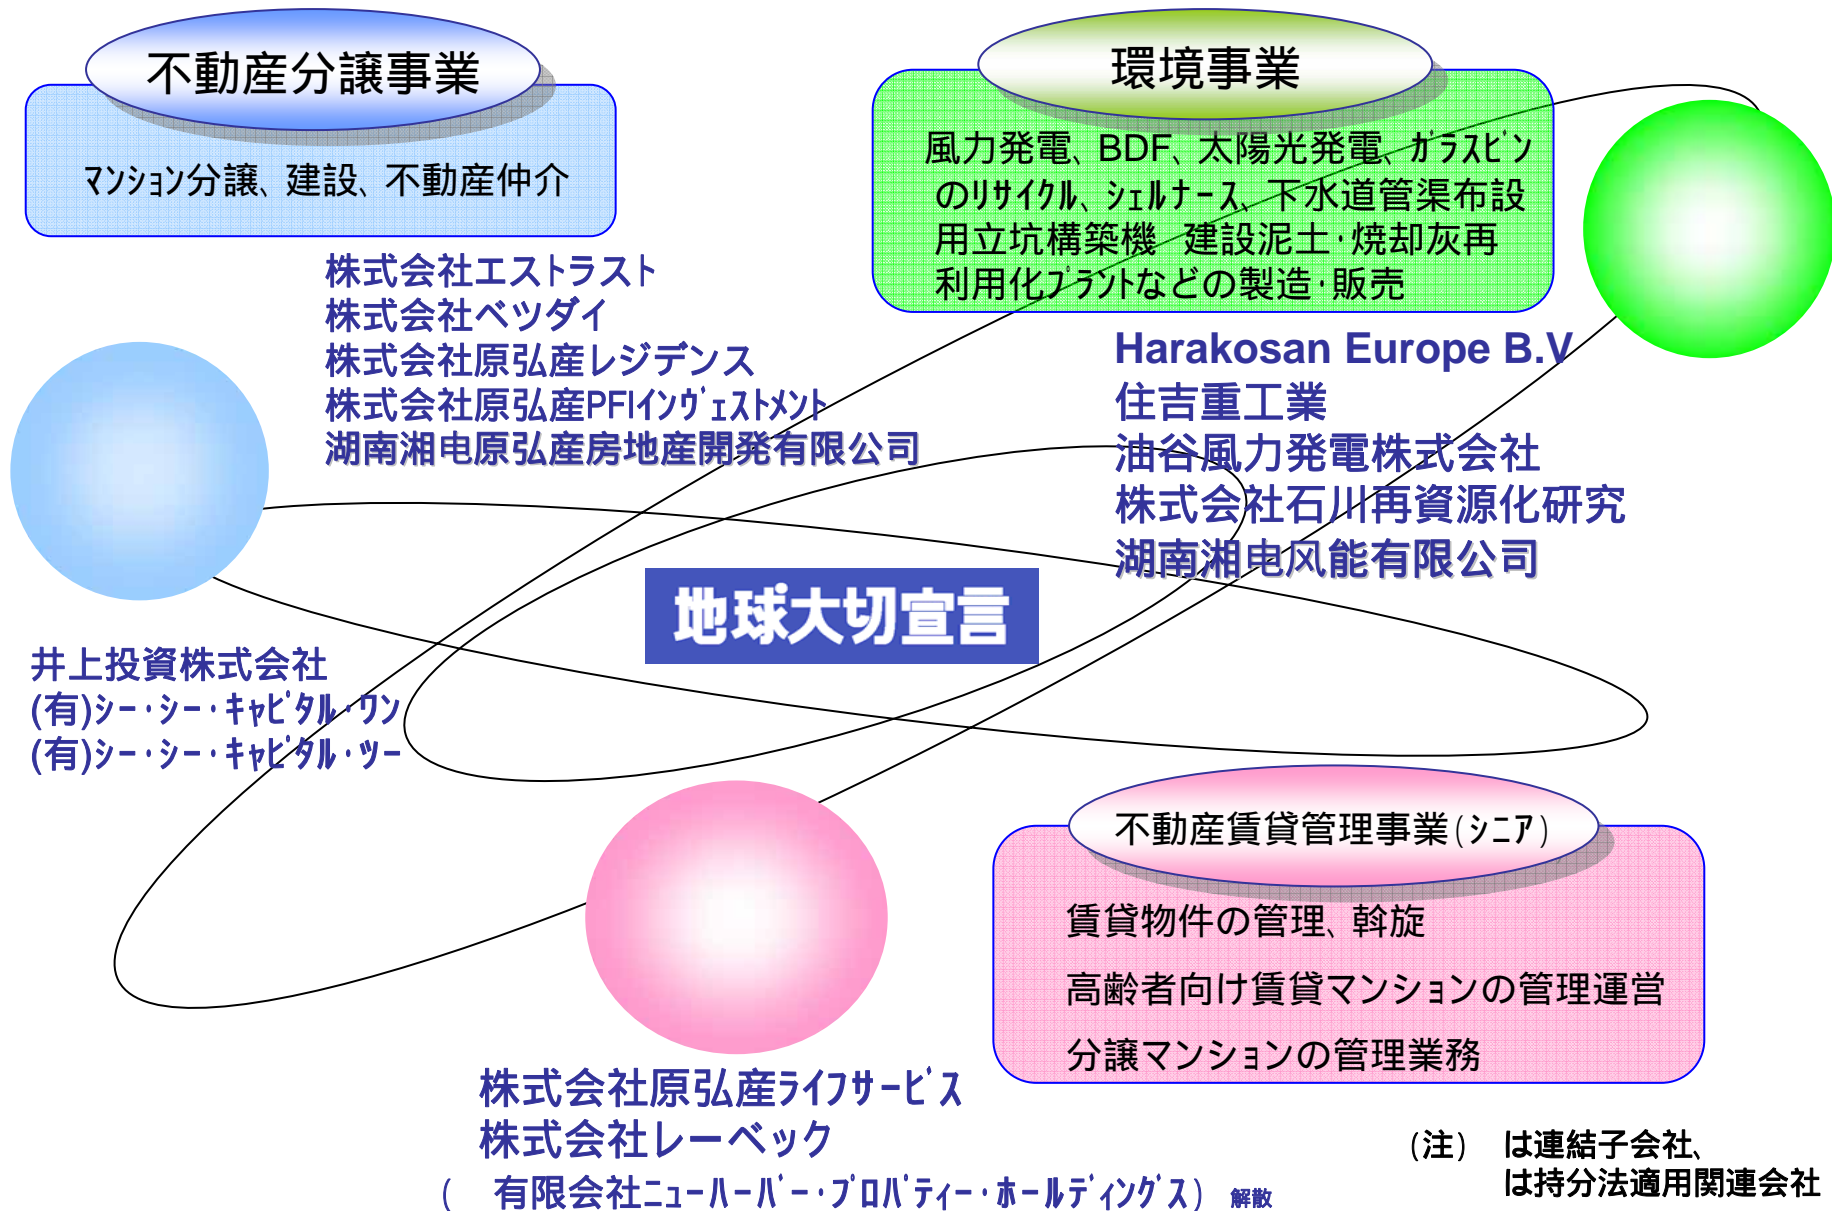 不動産分譲事業
ﾏﾝｼｮﾝ分譲、建設、不動産仲介
株式会社エストラスト
株式会社ベツダイ
株式会社原弘産レジデンス
株式会社原弘産PFIｲﾝｳﾞｪｽﾄﾒﾝﾄ
湖南湘电原弘産房地産開発有限公司
環境事業
風力発電、BDF、太陽光発電、ｶﾞﾗｽﾋﾞﾝ
のﾘｻｲｸﾙ、ｼｪﾙﾅｰｽ、下水道管渠布設
用立坑構築機 建設泥土・焼却灰再
利用化ﾌﾟﾗﾝﾄなどの製造・販売
Harakosan Europe B.V
住吉重工業
油谷風力発電株式会社
株式会社石川再資源化研究
湖南湘电风能有限公司
地球大切宣言
井上投資株式会社
(有)ｼｰ・ｼｰ・ｷｬﾋﾟﾀﾙ・ﾜﾝ
(有)ｼｰ・ｼｰ・ｷｬﾋﾟﾀﾙ・ﾂｰ
不動産賃貸管理事業(ｼﾆｱ)
賃貸物件の管理、斡旋
高齢者向け賃貸マンションの管理運営
分譲マンションの管理業務
株式会社原弘産ﾗｲﾌｻｰﾋﾞｽ
株式会社レーベック
( 有限会社ﾆｭｰﾊｰﾊﾞｰ・ﾌﾟﾛﾊﾟﾃｨｰ・ﾎｰﾙﾃﾞｨﾝｸﾞｽ) 解散
(注) は連結子会社、
は持分法適用関連会社